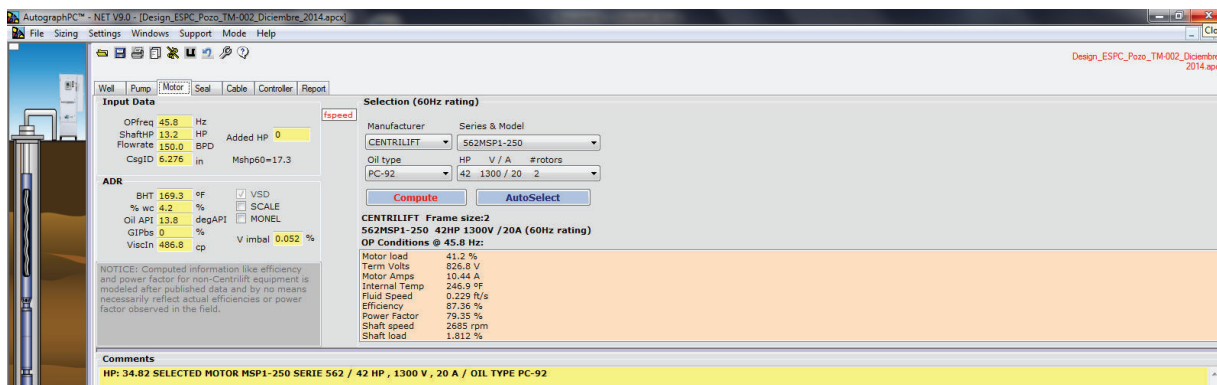 AutographPC™ - NET V9.0 - [Design_ESPC_Pozo_TM-002_Diciembre_2014.apcx]
File Sizing Settings Windows Support Mode Help
Clo
Design_ESPC_Pozo_TM-002_Diciembre
2014.ap
Well Pump Motor Seal Cable Controller Report
Input Data
OPfreq 45.8 Hz
ShaftHP 13.2 HP Added HP 0
Flowrate 150.0 BPD
CsgID 6.276 in Mshp60=17.3
fspeed
ADR
BHT 169.3 ºF VSD
% wc 4.2 % SCALE
Oil API 13.8 degAPI MONEL
GIPbs 0 %
ViscIn 486.8 cp V imbal 0.052 %
NOTICE: Computed information like efficiency
and power factor for non-Centrilift equipment is
modeled after published data and by no means
necessarily reflect actual efficiencies or power
factor observed in the field.
Selection (60Hz rating)
Manufacturer Series & Model
CENTRILIFT 562MSP1-250
Oil type HP V / A #rotors
PC-92 42 1300 / 20 2
Compute AutoSelect
CENTRILIFT Frame size:2
562MSP1-250 42HP 1300V /20A (60Hz rating)
OP Conditions @ 45.8 Hz:
Motor load 41.2 %
Term Volts 826.8 V
Motor Amps 10.44 A
Internal Temp 246.9 ºF
Fluid Speed 0.229 ft/s
Efficiency 87.36 %
Power Factor 79.35 %
Shaft speed 2685 rpm
Shaft load 1.812 %
Comments
HP: 34.82 SELECTED MOTOR MSP1-250 SERIE 562 / 42 HP , 1300 V , 20 A / OIL TYPE PC-92